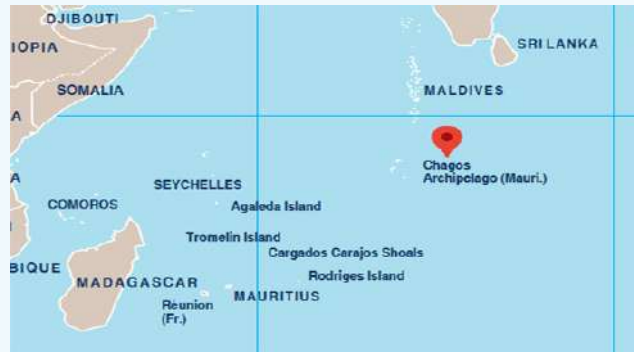 DJIBOUTI
IOPIA
SRI LANKA
SOMALIA
MALDIVES
A
Chagos
Archipelago (Mauri.)
A
SEYCHELLES
COMOROS
Agaleda Island
Tromelin Island
Cargados Carajos Shoals
BIQUE
MADAGASCAR
Rodriges Island
MAURITIUS
Réunion
(Fr.)